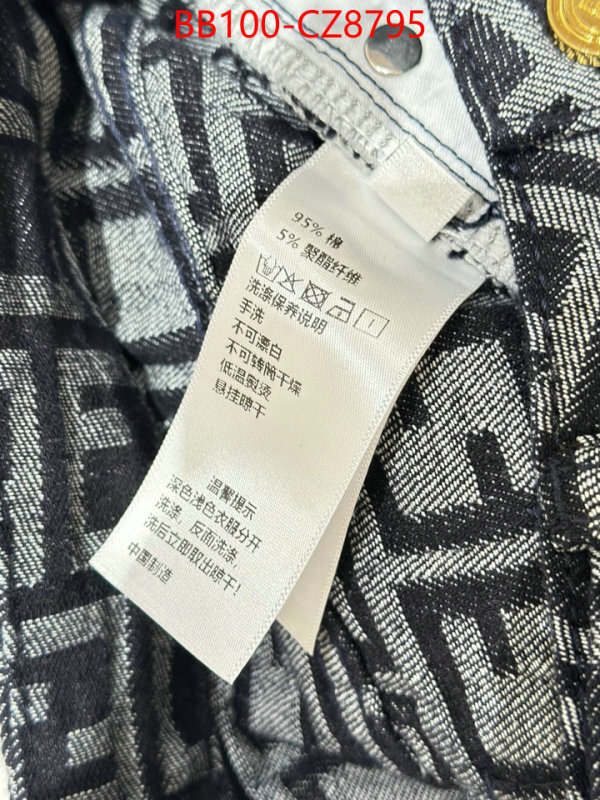 BB100-CZ8795
95% 棉
5% 聚酯纤维
洗涤保养说明
手洗
不可漂白
不可转筒干燥
低温熨烫
悬挂晾干
温馨提示
深色浅色衣服分开
洗涤，反面洗涤，
洗后立即取出晾干！
中国制造